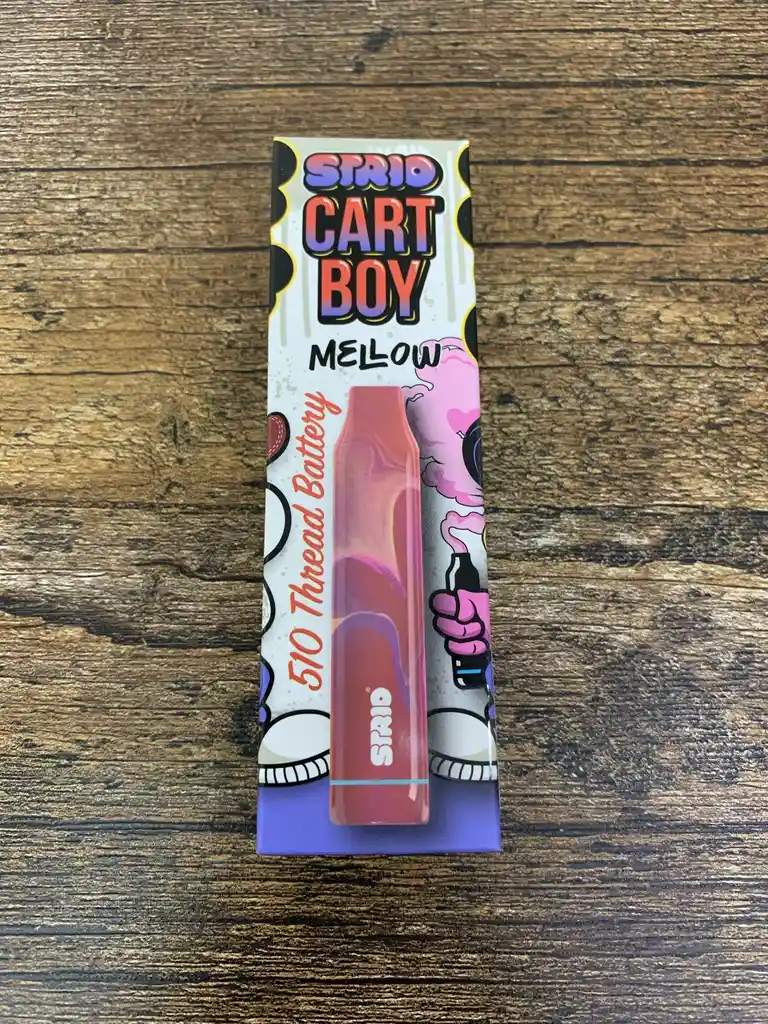 STRIO
CART
BOY
MELLOW
510 Thread Battery
STRIO®